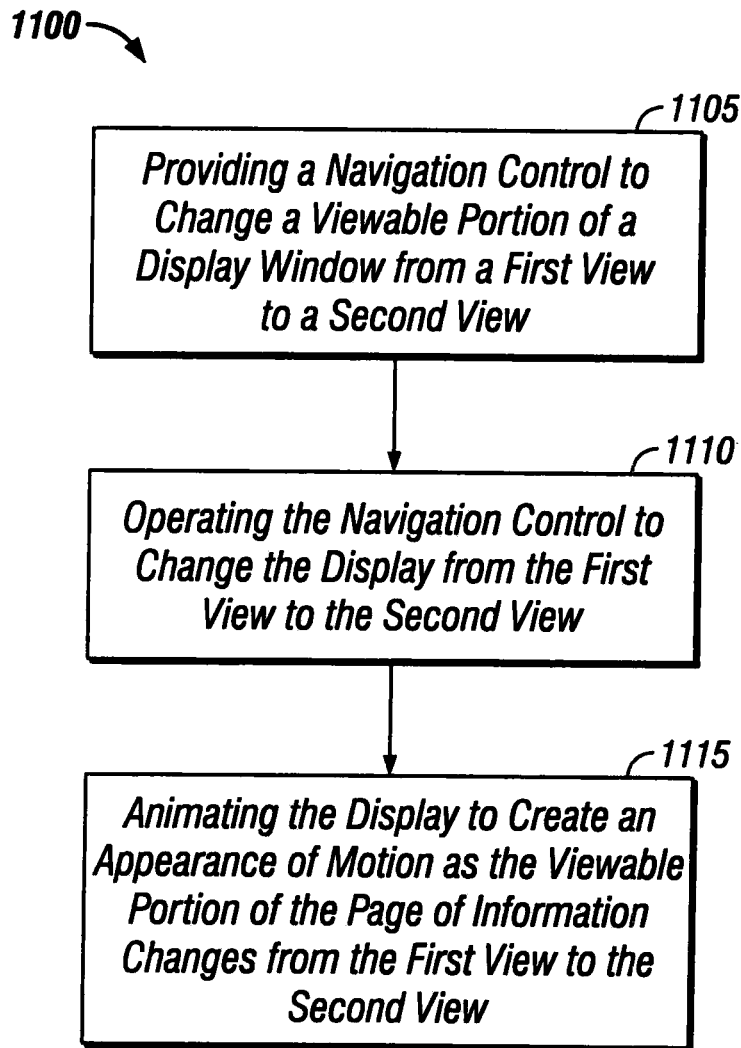 1100
1105
Providing a Navigation Control to
Change a Viewable Portion of a
Display Window from a First View
to a Second View
1110
Operating the Navigation Control to
Change the Display from the First
View to the Second View
1115
Animating the Display to Create an
Appearance of Motion as the Viewable
Portion of the Page of Information
Changes from the First View to the
Second View